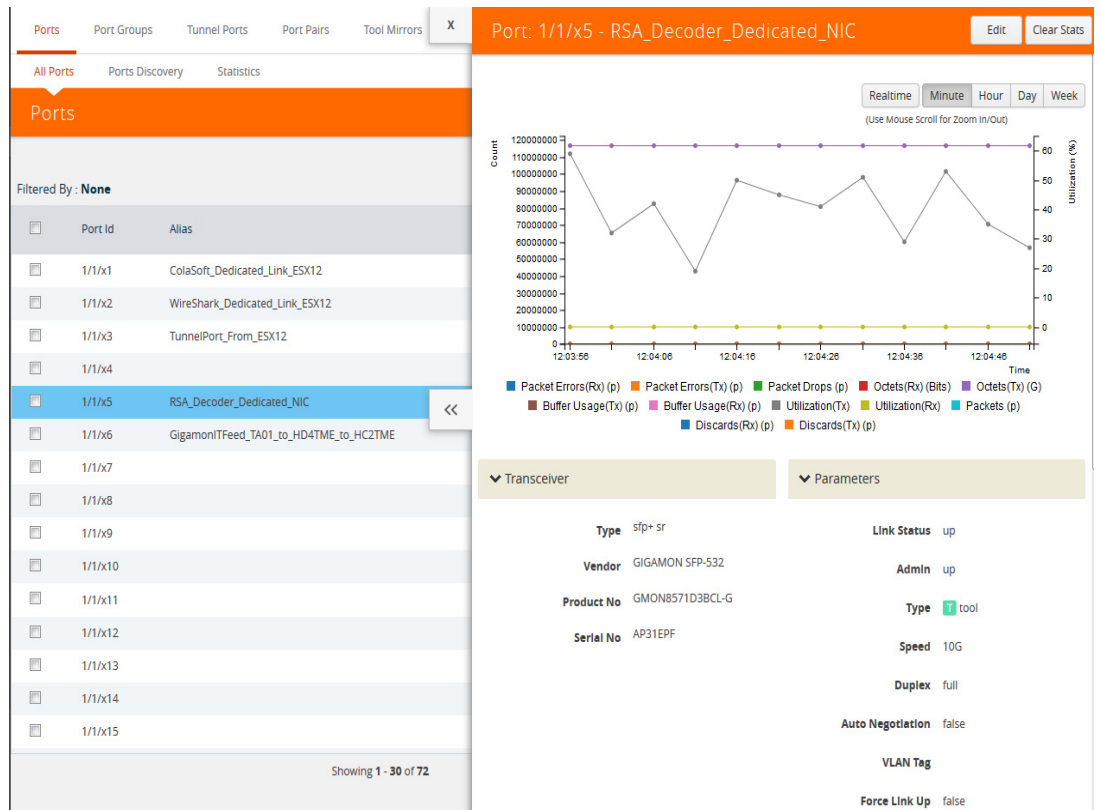 Ports Port Groups Tunnel Ports Port Pairs Tool Mirrors X
All Ports Ports Discovery Statistics
Ports
Filtered By : None
Port Id Alias
1/1/x1 ColaSoft_Dedicated_Link_ESX12
1/1/x2 WireShark_Dedicated_Link_ESX12
1/1/x3 TunnelPort_From_ESX12
1/1/x4
1/1/x5 RSA_Decoder_Dedicated_NIC
1/1/x6 GigamonITFeed_TA01_to_HD4TME_to_HC2TME
1/1/x7
1/1/x8
1/1/x9
1/1/x10
1/1/x11
1/1/x12
1/1/x13
1/1/x14
1/1/x15
Showing 1 - 30 of 72
<<
Port: 1/1/x5 - RSA_Decoder_Dedicated_NIC Edit Clear Stats
Realtime Minute Hour Day Week
(Use Mouse Scroll for Zoom In/Out)
Count
120000000
110000000
100000000
90000000
80000000
70000000
60000000
50000000
40000000
30000000
20000000
10000000
0
60
50
40
30
20
10
0
Utilization (%)
12:03:56 12:04:06 12:04:16 12:04:26 12:04:36 12:04:46
Time
Packet Errors(Rx) (p) Packet Errors(Tx) (p) Packet Drops (p) Octets(Rx) (Bits) Octets(Tx) (G)
Buffer Usage(Tx) (p) Buffer Usage(Rx) (p) Utilization(Tx) Utilization(Rx) Packets (p)
Discards(Rx) (p) Discards(Tx) (p)
Transceiver
Type sfp+ sr
Vendor GIGAMON SFP-532
Product No GMON8571D3BCL-G
Serial No AP31EPF
Parameters
Link Status up
Admin up
Type T tool
Speed 10G
Duplex full
Auto Negotiation false
VLAN Tag
Force Link Up false